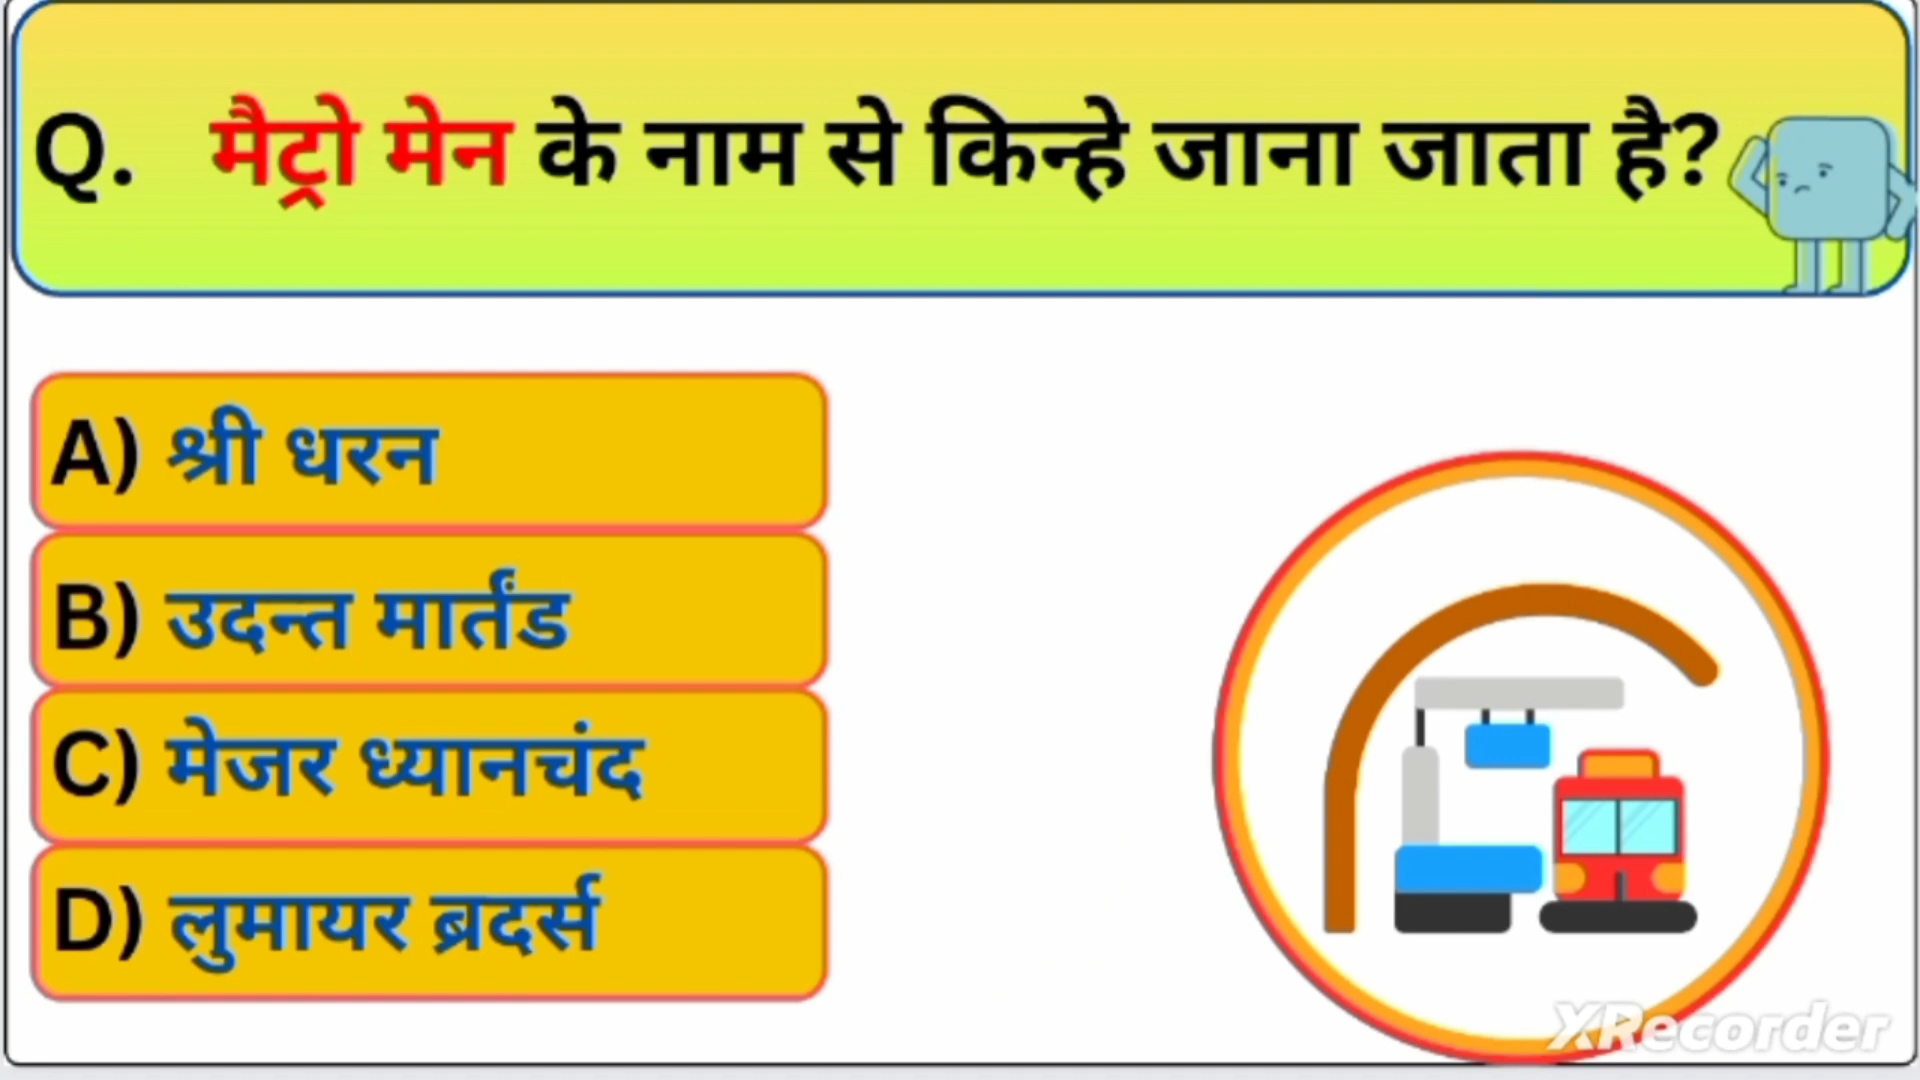 Q. मैट्रो मेन के नाम से किन्हे जाना जाता है?
A) श्री धरन
B) उदन्त मार्तंड
C) मेजर ध्यानचंद
D) लुमायर ब्रदर्स
XRecorder